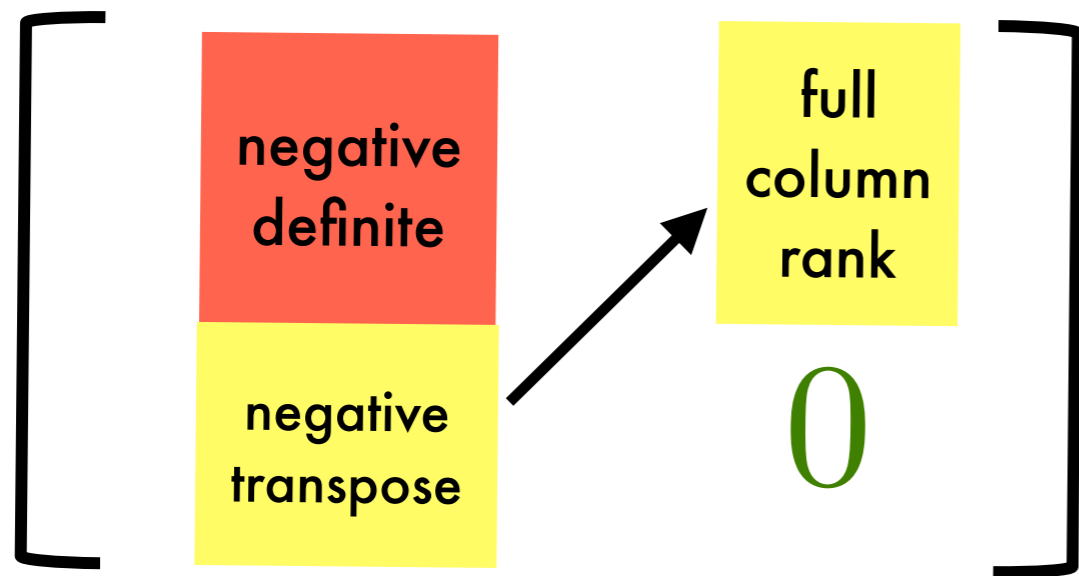 negative
definite
full
column
rank
negative
transpose
0